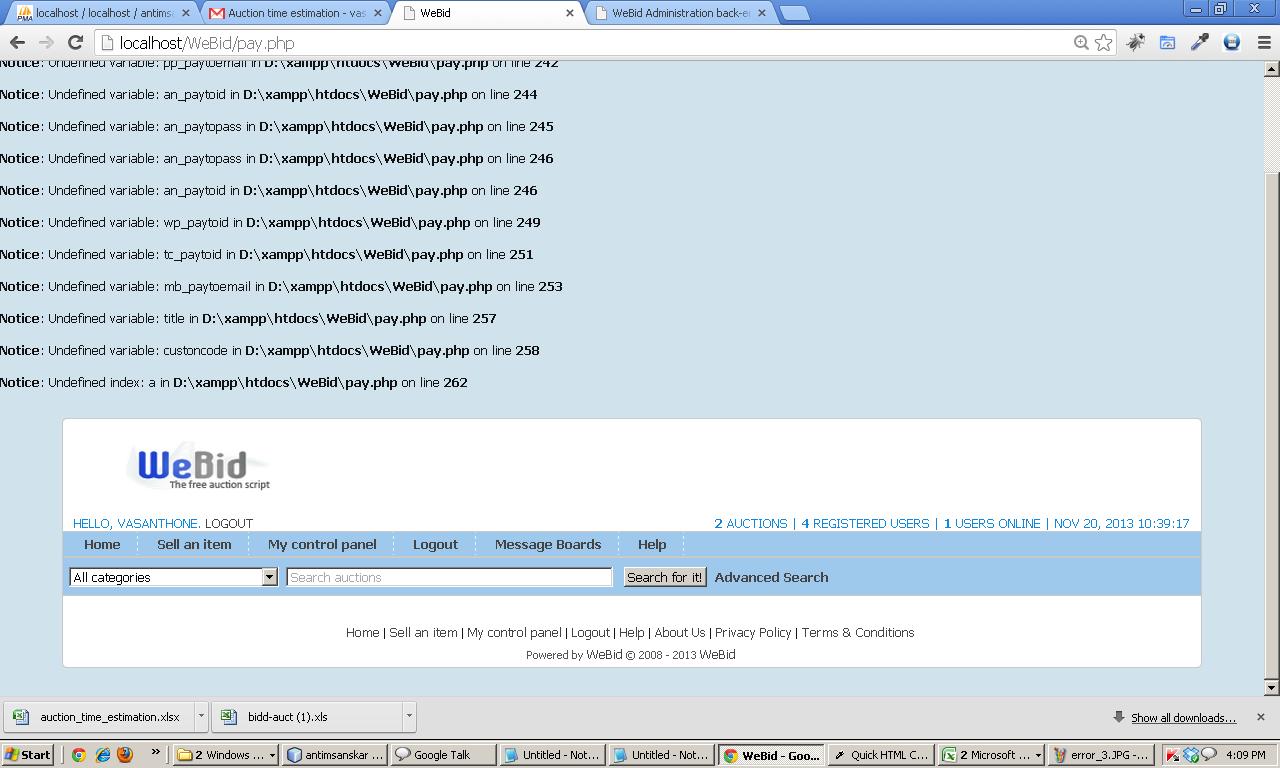 localhost / localhost / antims
Auction time estimation - vas
WeBid
WeBid Administration back-e
localhost/WeBid/pay.php
Notice: Undefined variable: pp_paytoemail in D:\xampp\htdocs\WeBid\pay.php on line 242
Notice: Undefined variable: an_paytoid in D:\xampp\htdocs\WeBid\pay.php on line 244
Notice: Undefined variable: an_paytopass in D:\xampp\htdocs\WeBid\pay.php on line 245
Notice: Undefined variable: an_paytopass in D:\xampp\htdocs\WeBid\pay.php on line 246
Notice: Undefined variable: an_paytoid in D:\xampp\htdocs\WeBid\pay.php on line 246
Notice: Undefined variable: wp_paytoid in D:\xampp\htdocs\WeBid\pay.php on line 249
Notice: Undefined variable: tc_paytoid in D:\xampp\htdocs\WeBid\pay.php on line 251
Notice: Undefined variable: mb_paytoemail in D:\xampp\htdocs\WeBid\pay.php on line 253
Notice: Undefined variable: title in D:\xampp\htdocs\WeBid\pay.php on line 257
Notice: Undefined variable: custoncode in D:\xampp\htdocs\WeBid\pay.php on line 258
Notice: Undefined index: a in D:\xampp\htdocs\WeBid\pay.php on line 262
WeBid
The free auction script
HELLO, VASANTHONE. LOGOUT
2 AUCTIONS | 4 REGISTERED USERS | 1 USERS ONLINE | NOV 20, 2013 10:39:17
Home Sell an item My control panel Logout Message Boards Help
All categories Search auctions Search for it! Advanced Search
Home | Sell an item | My control panel | Logout | Help | About Us | Privacy Policy | Terms & Conditions
Powered by WeBid © 2008 - 2013 WeBid
auction_time_estimation.xlsx bidd-auct (1).xls Show all downloads...
Start » 2 Windows ... antimsanskar ... Google Talk Untitled - Not... Untitled - Not... WeBid - Goo... Quick HTML C... 2 Microsoft ... error_3.JPG -... 4:09 PM